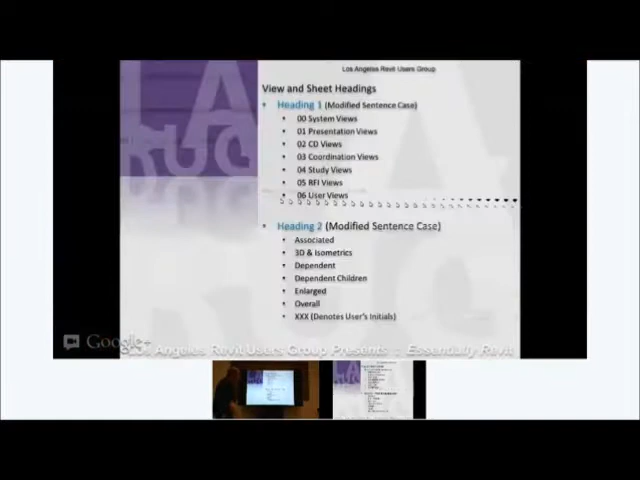 Los Angeles Revit Users Group
View and Sheet Headings
Heading 1 (Modified Sentence Case)
00 System Views
01 Presentation Views
02 CD Views
03 Coordination Views
04 Study Views
05 RFI Views
06 User Views
Heading 2 (Modified Sentence Case)
Associated
3D & Isometrics
Dependent
Dependent Children
Enlarged
Overall
XXX (Denotes User's Initials)
Google+
Angeles Revit Users Group Presents : Essentially Revit
LA
RUG